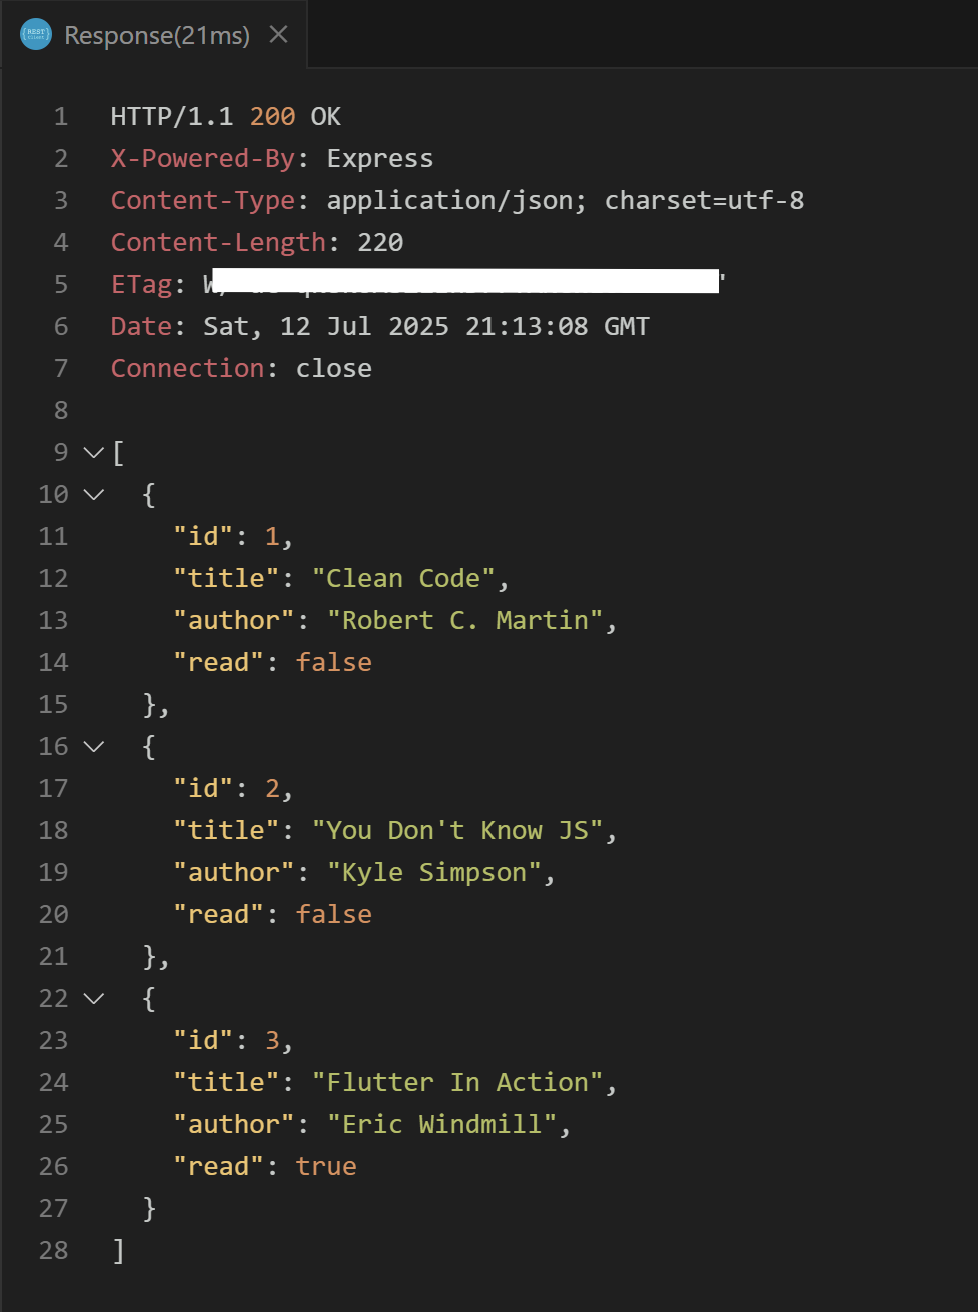 Response(21ms)
1 HTTP/1.1 200 OK
2 X-Powered-By: Express
3 Content-Type: application/json; charset=utf-8
4 Content-Length: 220
5 ETag:
6 Date: Sat, 12 Jul 2025 21:13:08 GMT
7 Connection: close
8
9 [
10 {
11 "id": 1,
12 "title": "Clean Code",
13 "author": "Robert C. Martin",
14 "read": false
15 },
16 {
17 "id": 2,
18 "title": "You Don't Know JS",
19 "author": "Kyle Simpson",
20 "read": false
21 },
22 {
23 "id": 3,
24 "title": "Flutter In Action",
25 "author": "Eric Windmill",
26 "read": true
27 }
28 ]